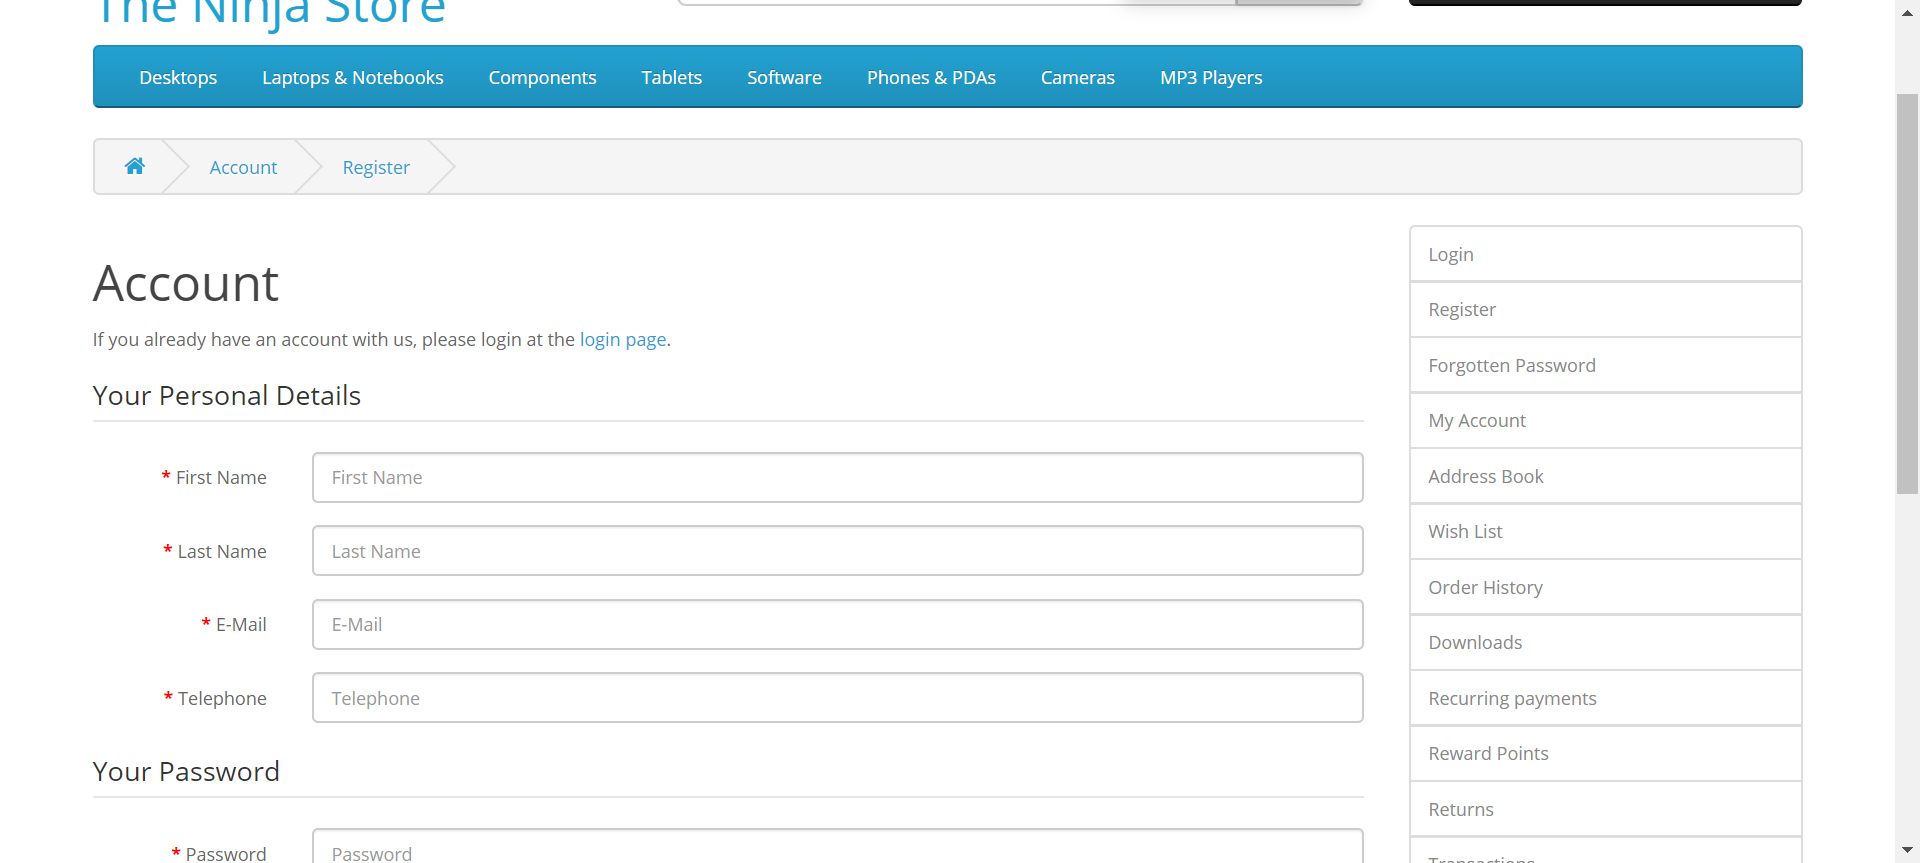 The Ninja Store
Desktops Laptops & Notebooks Components Tablets Software Phones & PDAs Cameras MP3 Players
Account Register
Account
If you already have an account with us, please login at the login page.
Your Personal Details
* First Name First Name
* Last Name Last Name
* E-Mail E-Mail
* Telephone Telephone
Your Password
* Password Password
Login
Register
Forgotten Password
My Account
Address Book
Wish List
Order History
Downloads
Recurring payments
Reward Points
Returns
Transactions